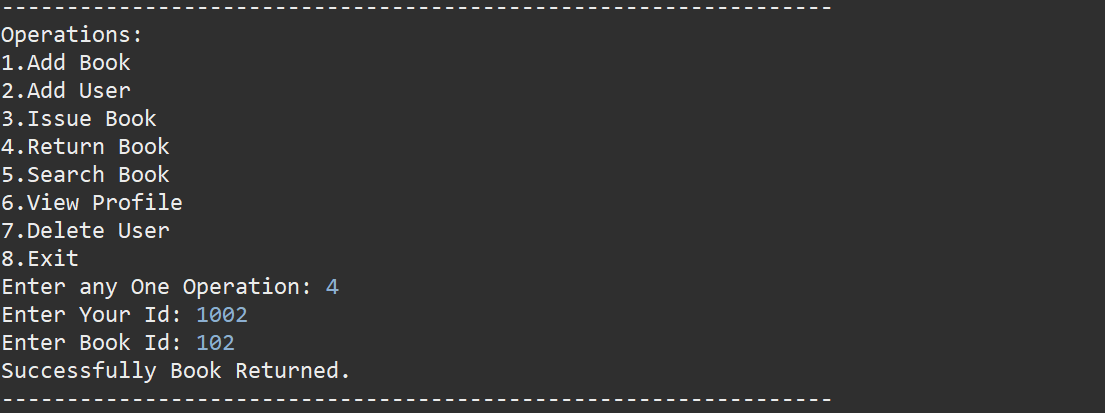 ----------------------------------------------------------------
Operations:
1.Add Book
2.Add User
3.Issue Book
4.Return Book
5.Search Book
6.View Profile
7.Delete User
8.Exit
Enter any One Operation: 4
Enter Your Id: 1002
Enter Book Id: 102
Successfully Book Returned.
----------------------------------------------------------------